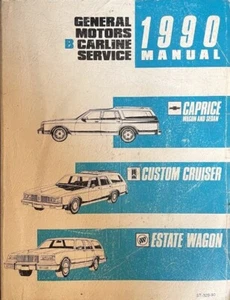 GENERAL
MOTORS
B CARLINE
SERVICE
1990
MANUAL
CAPRICE
WAGON AND SEDAN
CUSTOM CRUISER
ESTATE WAGON